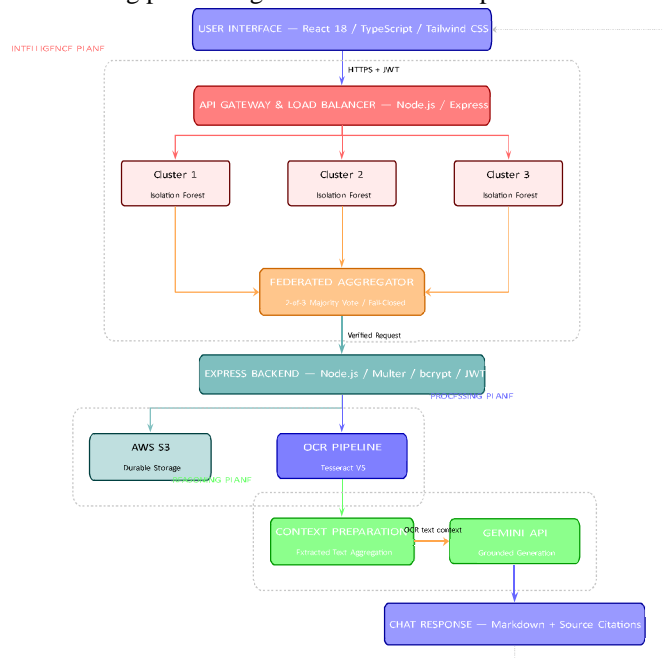 USER INTERFACE — React 18 / TypeScript / Tailwind CSS
INTELLIGENCE PLANE
HTTPS + JWT
API GATEWAY & LOAD BALANCER — Node.js / Express
Cluster 1
Isolation Forest
Cluster 2
Isolation Forest
Cluster 3
Isolation Forest
FEDERATED AGGREGATOR
2-of-3 Majority Vote / Fail-Closed
Verified Request
EXPRESS BACKEND — Node.js / Multer / bcrypt / JWT
PROCESSING PLANE
AWS S3
Durable Storage
OCR PIPELINE
Tesseract V5
PLANE
CONTEXT PREPARATION
Extracted Text Aggregation
OCR text context
GEMINI API
Grounded Generation
CHAT RESPONSE — Markdown + Source Citations